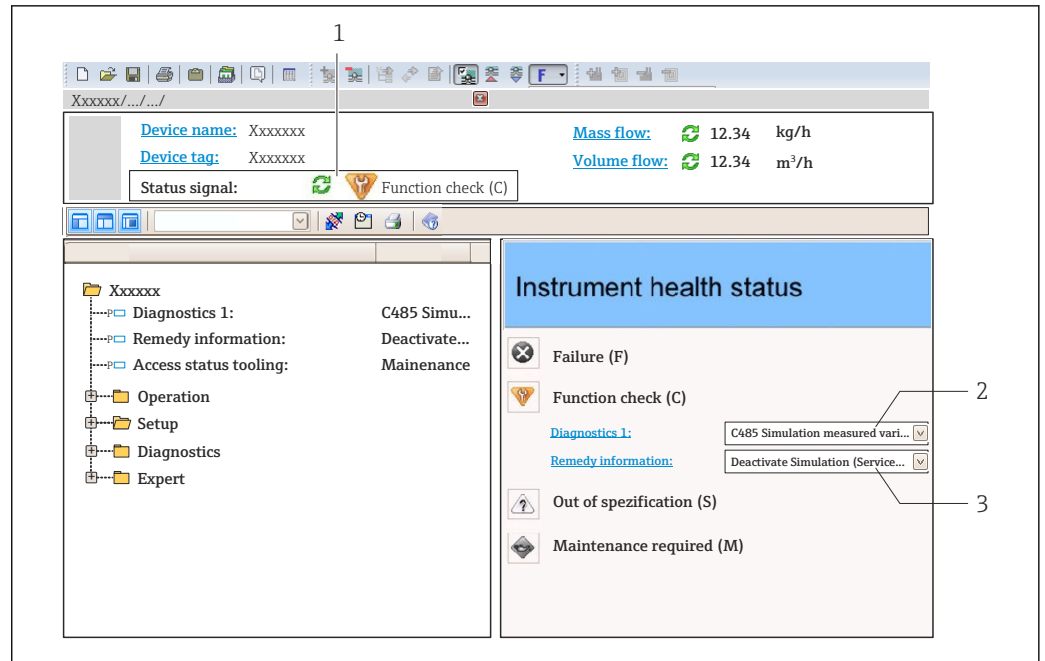 1
F
Xxxxxx/.../.../
Device name: Xxxxxxx
Mass flow: 12.34 kg/h
Device tag: Xxxxxxx
Volume flow: 12.34 m³/h
Status signal: Function check (C)
Xxxxxx
Diagnostics 1: C485 Simu...
Remedy information: Deactivate...
Access status tooling: Mainenance
Operation
Setup
Diagnostics
Expert
Instrument health status
Failure (F)
Function check (C)
2
Diagnostics 1: C485 Simulation measured vari...
Remedy information: Deactivate Simulation (Service...
Out of spezification (S)
3
Maintenance required (M)